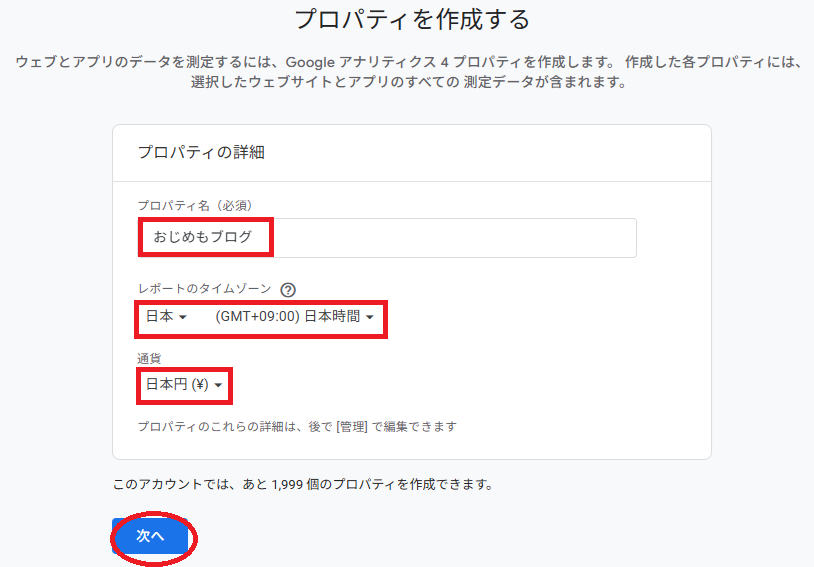 プロパティを作成する
ウェブとアプリのデータを測定するには、Google アナリティクス 4 プロパティを作成します。 作成した各プロパティには、
選択したウェブサイトとアプリのすべての 測定データが含まれます。
プロパティの詳細
プロパティ名（必須）
おじめもブログ
レポートのタイムゾーン ?
日本 (GMT+09:00) 日本時間
通貨
日本円 (¥)
プロパティのこれらの詳細は、後で [管理] で編集できます
このアカウントでは、あと 1,999 個のプロパティを作成できます。
次へ